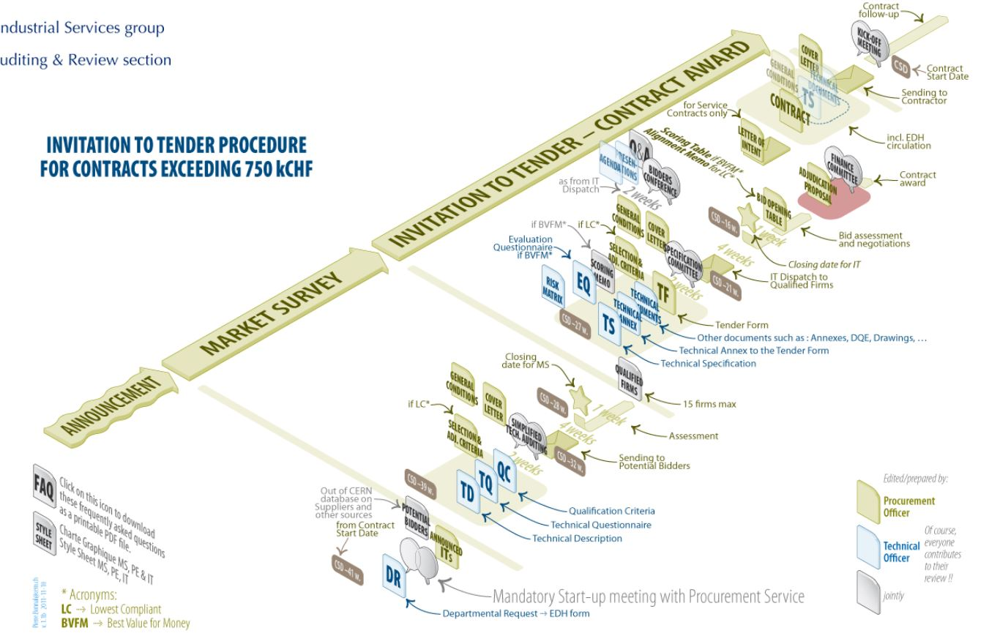 ndustrial Services group
uditing & Review section
INVITATION TO TENDER PROCEDURE
FOR CONTRACTS EXCEEDING 750 kCHF
ANNOUNCEMENT
MARKET SURVEY
INVITATION TO TENDER – CONTRACT AWARD
Contract
follow-up
KICK-OFF
MEETING
CSD
Contract
Start Date
COVER
LETTER
GENERAL
CONDITIONS
TECHNICAL
DOCUMENTS
TS
CONTRACT
Sending to
Contractor
for Service
Contracts only
LETTER OF
INTENT
incl. EDH
circulation
FINANCE
COMMITTEE
ADJUDICATION
PROPOSAL
Contract
award
Scoring Table if BVFM*
Alignment Memo for LC*
Q&A
PRESEN-
TATIONS
AGENDA
BIDDERS
CONFERENCE
as from IT
Dispatch
2 weeks
BID OPENING
TABLE
CSD –16 w.
1 week
Bid assessment
and negotiations
4 weeks
Closing date for IT
IT Dispatch to
Qualified Firms
CSD –21 w.
GENERAL
CONDITIONS
COVER
LETTER
if BVFM*
if LC*
SELECTION &
ADJ. CRITERIA
SPECIFICATION
COMMITTEE
2 weeks
Evaluation
Questionnaire
if BVFM*
SCORING
MEMO
EQ
RISK
MATRIX
TF
TECHNICAL
TECHNICAL
ANNEX
TS
CSD –27 w.
Tender Form
Other documents such as : Annexes, DQE, Drawings, …
Technical Annex to the Tender Form
Technical Specification
QUALIFIED
FIRMS
15 firms max
Closing
date for MS
CSD –28 w.
1 week
4 weeks
Assessment
GENERAL
CONDITIONS
COVER
LETTER
if LC*
SELECTION &
ADJ. CRITERIA
SIMPLIFIED
TECH. AUDITING
2 weeks
CSD –32 w.
Sending to
Potential Bidders
QC
TQ
TD
CSD –39 w.
Qualification Criteria
Technical Questionnaire
Technical Description
Out of CERN
database on
Suppliers and
other sources
POTENTIAL
BIDDERS
ANNOUNCED
ITs
from Contract
Start Date
CSD –41 w.
DR
Mandatory Start-up meeting with Procurement Service
Departmental Request → EDH form
FAQ
Click on this icon to download
these frequently asked questions
as a printable PDF file.
STYLE
SHEET
Charte Graphique MS, PE & IT
Style Sheet MS, PE, IT
* Acronyms:
LC ⇢ Lowest Compliant
BVFM ⇢ Best Value for Money
v. 1.1b 2011-11-18
Edited/prepared by:
Procurement
Officer
Technical
Officer
Of course,
everyone
contributes
to their
review !!
jointly